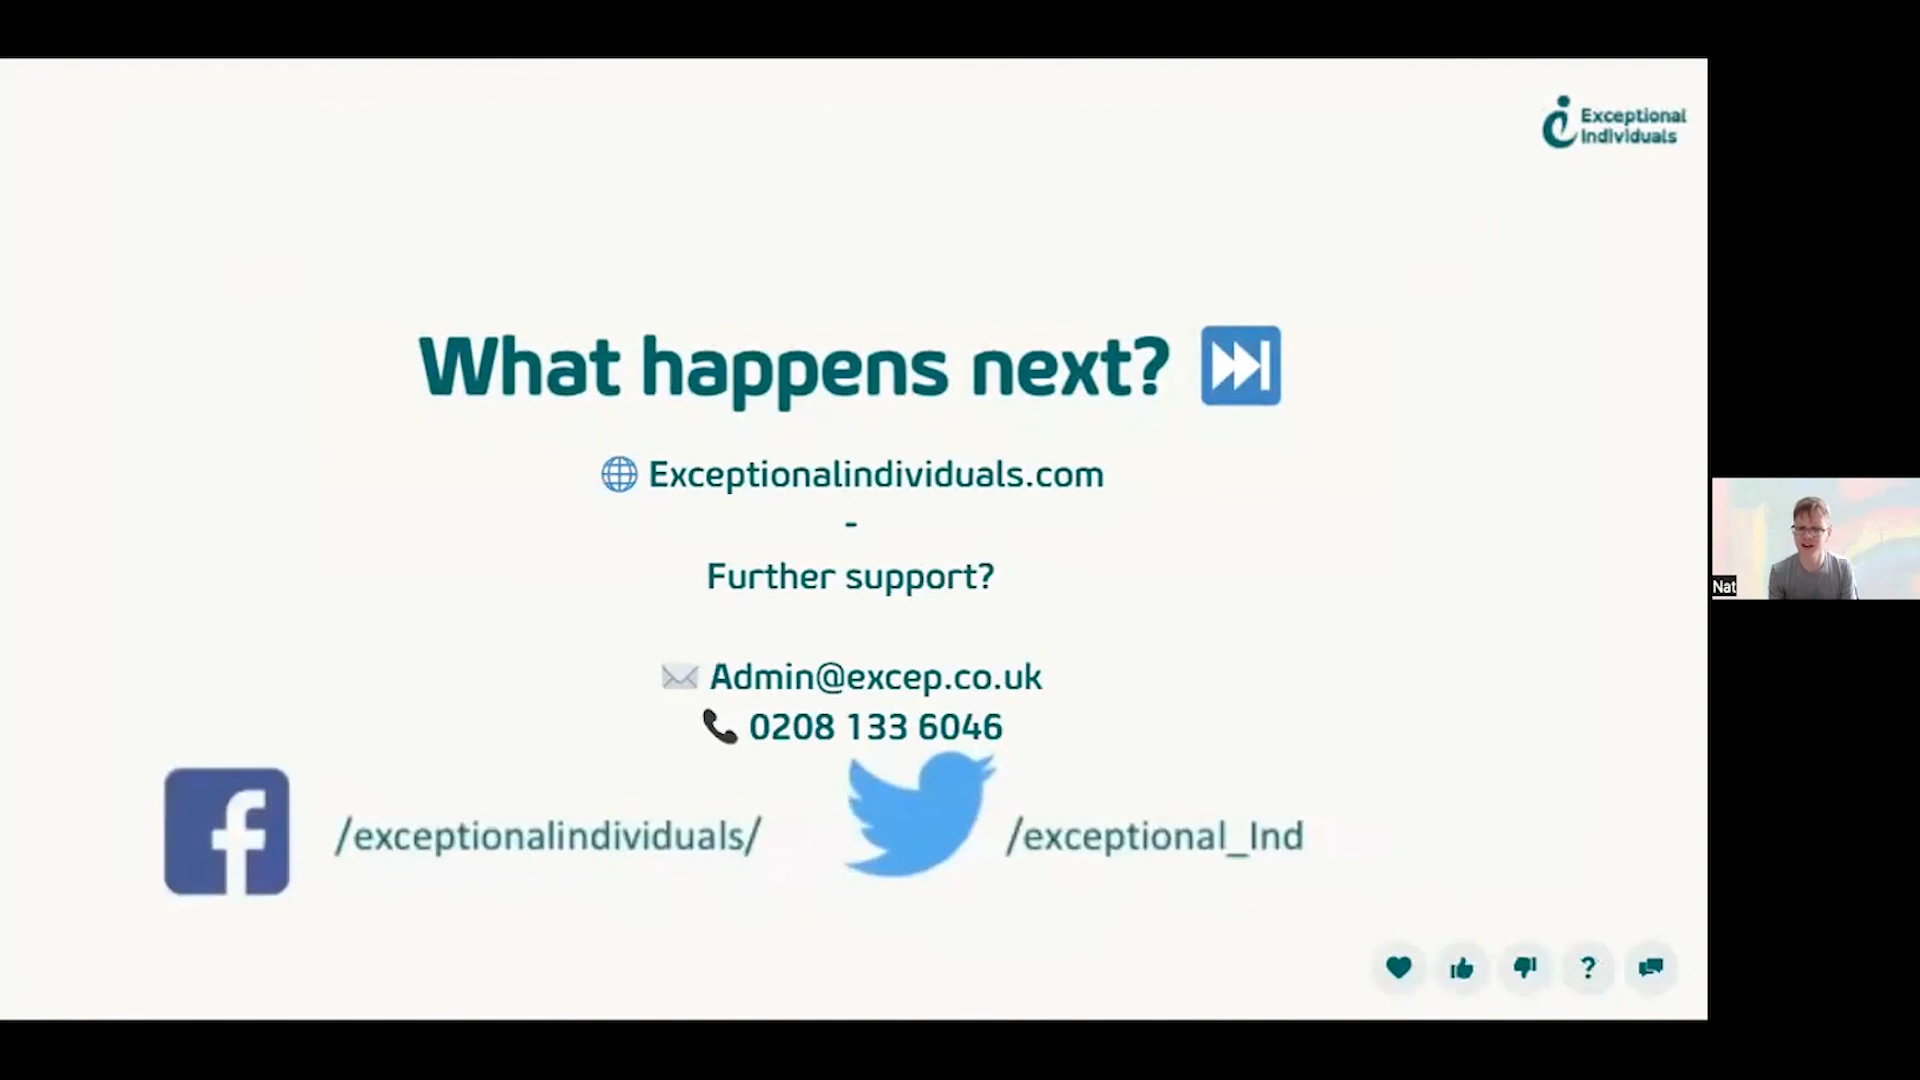 Exceptional
Individuals
What happens next?
Exceptionalindividuals.com
-
Further support?
Admin@excep.co.uk
0208 133 6046
/exceptionalindividuals/
/exceptional_Ind
Nat